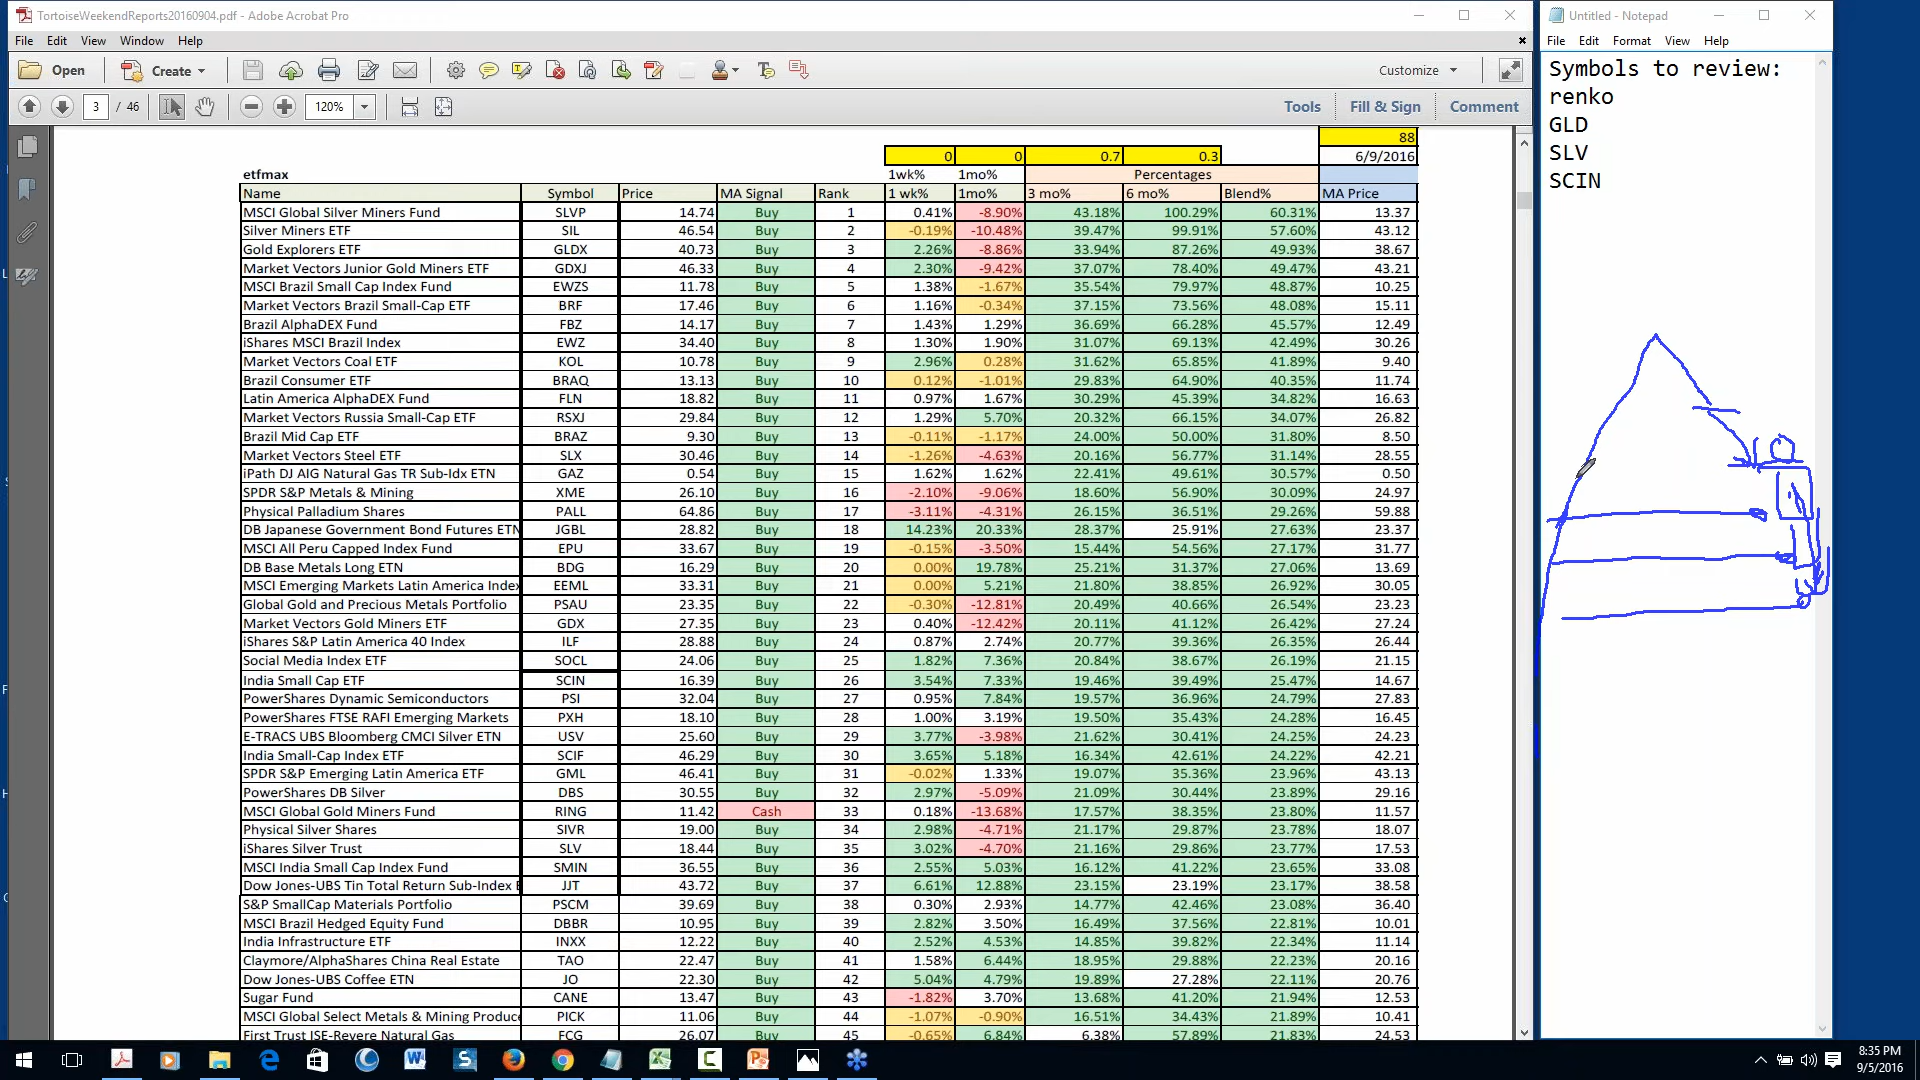 TortoiseWeekendReports20160904.pdf - Adobe Acrobat Pro
File Edit View Window Help
Open Create Customize
3 / 46 120% Tools Fill & Sign Comment
88
0 0 0.7 0.3 6/9/2016
etfmax 1wk% 1mo% Percentages
Name Symbol Price MA Signal Rank 1 wk% 1mo% 3 mo% 6 mo% Blend% MA Price
MSCI Global Silver Miners Fund SLVP 14.74 Buy 1 0.41% -8.90% 43.18% 100.29% 60.31% 13.37
Silver Miners ETF SIL 46.54 Buy 2 -0.19% -10.48% 39.47% 99.91% 57.60% 43.12
Gold Explorers ETF GLDX 40.73 Buy 3 2.26% -8.86% 33.94% 87.26% 49.93% 38.67
Market Vectors Junior Gold Miners ETF GDXJ 46.33 Buy 4 2.30% -9.42% 37.07% 78.40% 49.47% 43.21
MSCI Brazil Small Cap Index Fund EWZS 11.78 Buy 5 1.38% -1.67% 35.54% 79.97% 48.87% 10.25
Market Vectors Brazil Small-Cap ETF BRF 17.46 Buy 6 1.16% -0.34% 37.15% 73.56% 48.08% 15.11
Brazil AlphaDEX Fund FBZ 14.17 Buy 7 1.43% 1.29% 36.69% 66.28% 45.57% 12.49
iShares MSCI Brazil Index EWZ 34.40 Buy 8 1.30% 1.90% 31.07% 69.13% 42.49% 30.26
Market Vectors Coal ETF KOL 10.78 Buy 9 2.96% 0.28% 31.62% 65.85% 41.89% 9.40
Brazil Consumer ETF BRAQ 13.13 Buy 10 0.12% -1.01% 29.83% 64.90% 40.35% 11.74
Latin America AlphaDEX Fund FLN 18.82 Buy 11 0.97% 1.67% 30.29% 45.39% 34.82% 16.63
Market Vectors Russia Small-Cap ETF RSXJ 29.84 Buy 12 1.29% 5.70% 20.32% 66.15% 34.07% 26.82
Brazil Mid Cap ETF BRAZ 9.30 Buy 13 -0.11% -1.17% 24.00% 50.00% 31.80% 8.50
Market Vectors Steel ETF SLX 30.46 Buy 14 -1.26% -4.63% 20.16% 56.77% 31.14% 28.55
iPath DJ AIG Natural Gas TR Sub-Idx ETN GAZ 0.54 Buy 15 1.62% 1.62% 22.41% 49.61% 30.57% 0.50
SPDR S&P Metals & Mining XME 26.10 Buy 16 -2.10% -9.06% 18.60% 56.90% 30.09% 24.97
Physical Palladium Shares PALL 64.86 Buy 17 -3.11% -4.31% 26.15% 36.51% 29.26% 59.88
DB Japanese Government Bond Futures ETN JGBL 28.82 Buy 18 14.23% 20.33% 28.37% 25.91% 27.63% 23.37
MSCI All Peru Capped Index Fund EPU 33.67 Buy 19 -0.15% -3.50% 15.44% 54.56% 27.17% 31.77
DB Base Metals Long ETN BDG 16.29 Buy 20 0.00% 19.78% 25.21% 31.37% 27.06% 13.69
MSCI Emerging Markets Latin America Index EEML 33.31 Buy 21 0.00% 5.21% 21.80% 38.85% 26.92% 30.05
Global Gold and Precious Metals Portfolio PSAU 23.35 Buy 22 -0.30% -12.81% 20.49% 40.66% 26.54% 23.23
Market Vectors Gold Miners ETF GDX 27.35 Buy 23 0.40% -12.42% 20.11% 41.12% 26.42% 27.24
iShares S&P Latin America 40 Index ILF 28.88 Buy 24 0.87% 2.74% 20.77% 39.36% 26.35% 26.44
Social Media Index ETF SOCL 24.06 Buy 25 1.82% 7.36% 20.84% 38.67% 26.19% 21.15
India Small Cap ETF SCIN 16.39 Buy 26 3.54% 7.33% 19.46% 39.49% 25.47% 14.67
PowerShares Dynamic Semiconductors PSI 32.04 Buy 27 0.95% 7.84% 19.57% 36.96% 24.79% 27.83
PowerShares FTSE RAFI Emerging Markets PXH 18.10 Buy 28 1.00% 3.19% 19.50% 35.43% 24.28% 16.45
E-TRACS UBS Bloomberg CMCI Silver ETN USV 25.60 Buy 29 3.77% -3.98% 21.62% 30.41% 24.25% 24.23
India Small-Cap Index ETF SCIF 46.29 Buy 30 3.65% 5.18% 16.34% 42.61% 24.22% 42.21
SPDR S&P Emerging Latin America ETF GML 46.41 Buy 31 -0.02% 1.33% 19.07% 35.36% 23.96% 43.13
PowerShares DB Silver DBS 30.55 Buy 32 2.97% -5.09% 21.09% 30.44% 23.89% 29.16
MSCI Global Gold Miners Fund RING 11.42 Cash 33 0.18% -13.68% 17.57% 38.35% 23.80% 11.57
Physical Silver Shares SIVR 19.00 Buy 34 2.98% -4.71% 21.17% 29.87% 23.78% 18.07
iShares Silver Trust SLV 18.44 Buy 35 3.02% -4.70% 21.16% 29.86% 23.77% 17.53
MSCI India Small Cap Index Fund SMIN 36.55 Buy 36 2.55% 5.03% 16.12% 41.22% 23.65% 33.08
Dow Jones-UBS Tin Total Return Sub-Index E JJT 43.72 Buy 37 6.61% 12.88% 23.15% 23.19% 23.17% 38.58
S&P SmallCap Materials Portfolio PSCM 39.69 Buy 38 0.30% 2.93% 14.77% 42.46% 23.08% 36.40
MSCI Brazil Hedged Equity Fund DBBR 10.95 Buy 39 2.82% 3.50% 16.49% 37.56% 22.81% 10.01
India Infrastructure ETF INXX 12.22 Buy 40 2.52% 4.53% 14.85% 39.82% 22.34% 11.14
Claymore/AlphaShares China Real Estate TAO 22.47 Buy 41 1.58% 6.44% 18.95% 29.88% 22.23% 20.16
Dow Jones-UBS Coffee ETN JO 22.30 Buy 42 5.04% 4.79% 19.89% 27.28% 22.11% 20.76
Sugar Fund CANE 13.47 Buy 43 -1.82% 3.70% 13.68% 41.20% 21.94% 12.53
MSCI Global Select Metals & Mining Produce PICK 11.06 Buy 44 -1.07% -0.90% 16.51% 34.43% 21.89% 10.41
First Trust ISE-Revere Natural Gas FCG 26.07 Buy 45 -0.65% 6.84% 6.38% 57.89% 21.83% 24.53
Untitled - Notepad
File Edit Format View Help
Symbols to review:
renko
GLD
SLV
SCIN
8:35 PM
9/5/2016